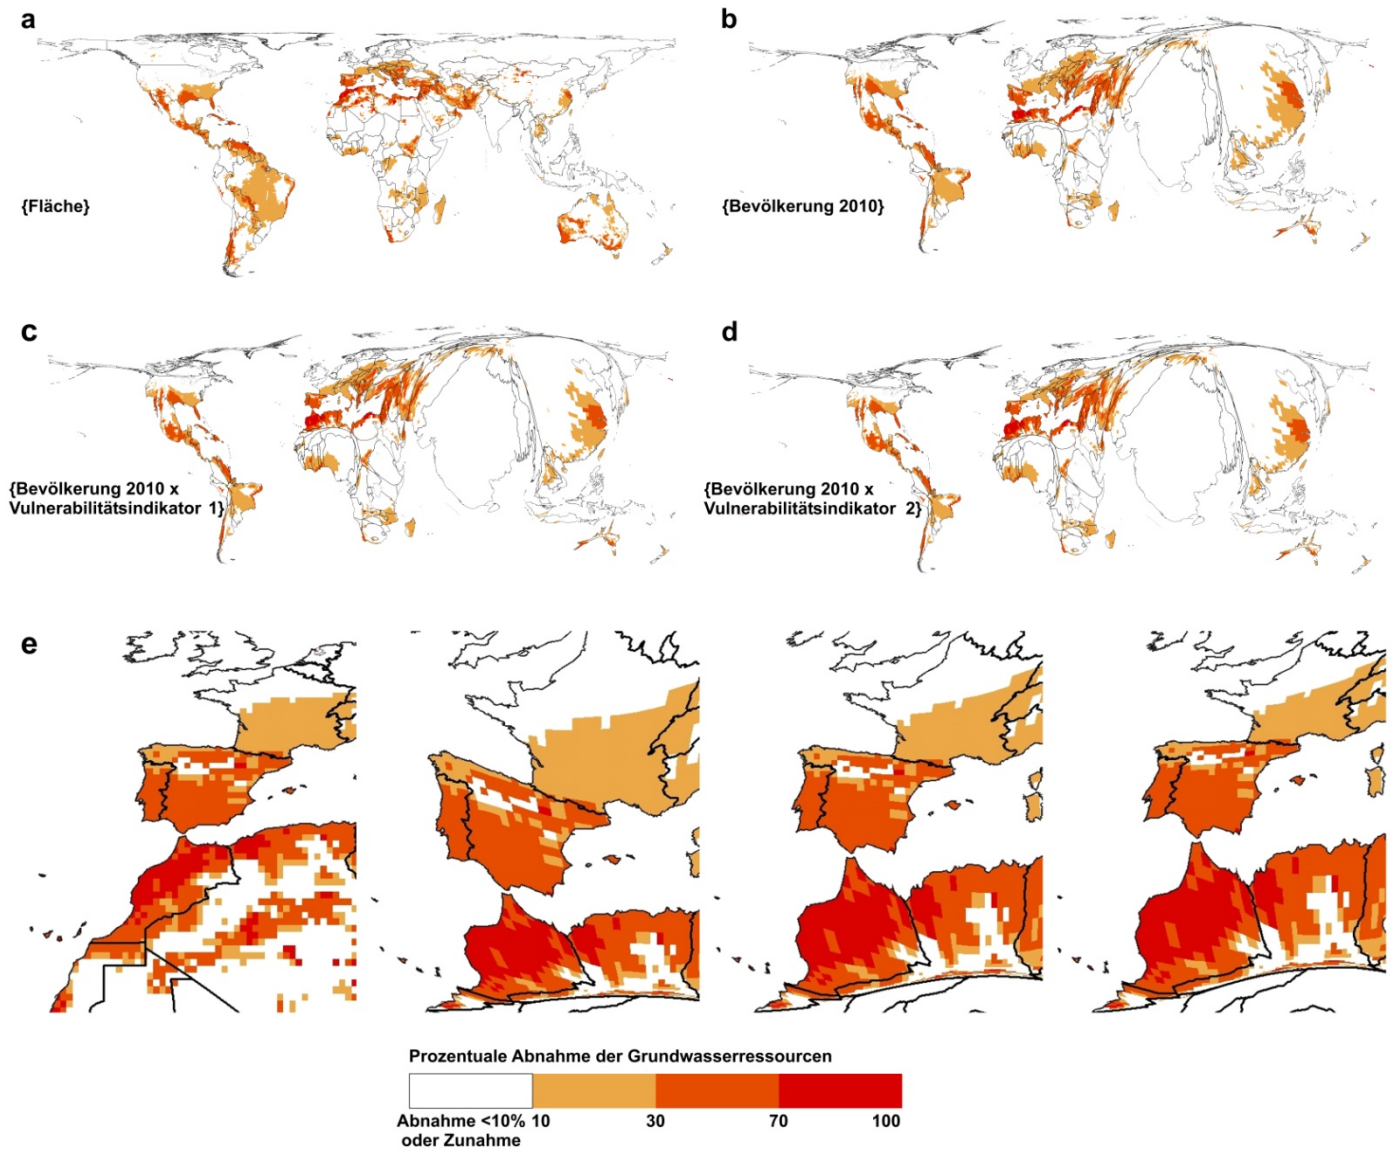 a
b
{Fläche}
{Bevölkerung 2010}
c
d
{Bevölkerung 2010 x
Vulnerabilitätsindikator 1}
{Bevölkerung 2010 x
Vulnerabilitätsindikator 2}
e
Prozentuale Abnahme der Grundwasserressourcen
Abnahme <10% 10 30 70 100
oder Zunahme